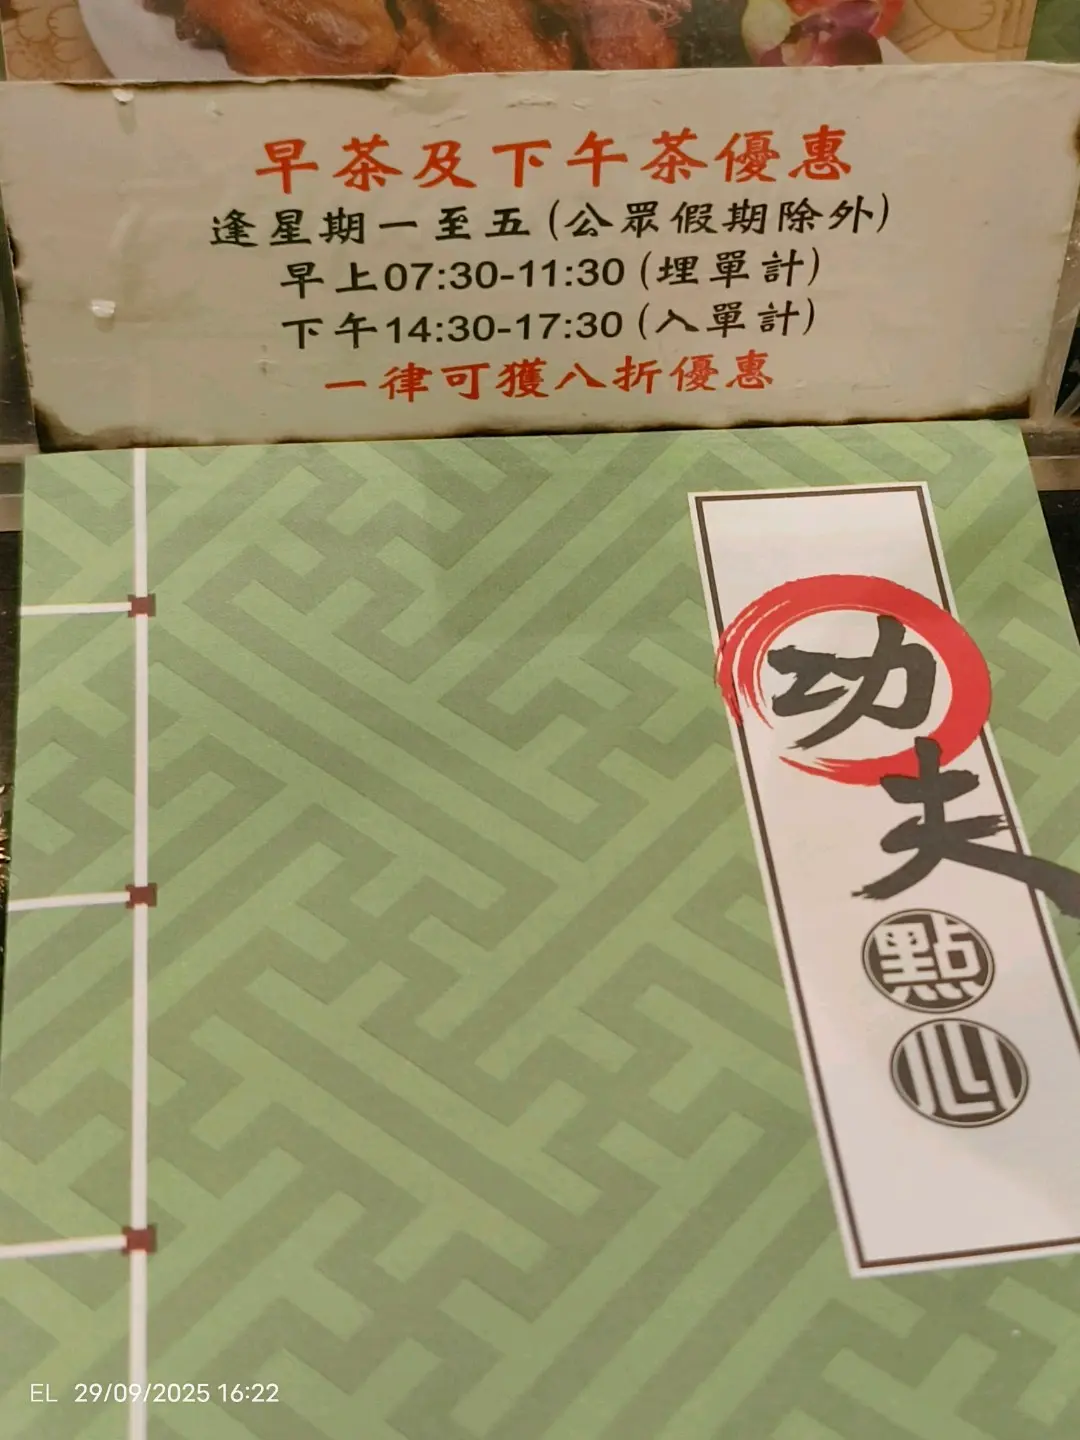 早茶及下午茶優惠
逢星期一至五(公眾假期除外)
早上07:30-11:30(埋單計)
下午14:30-17:30(入單計)
一律可獲八折優惠
功夫
點心
EL 29/09/2025 16:22